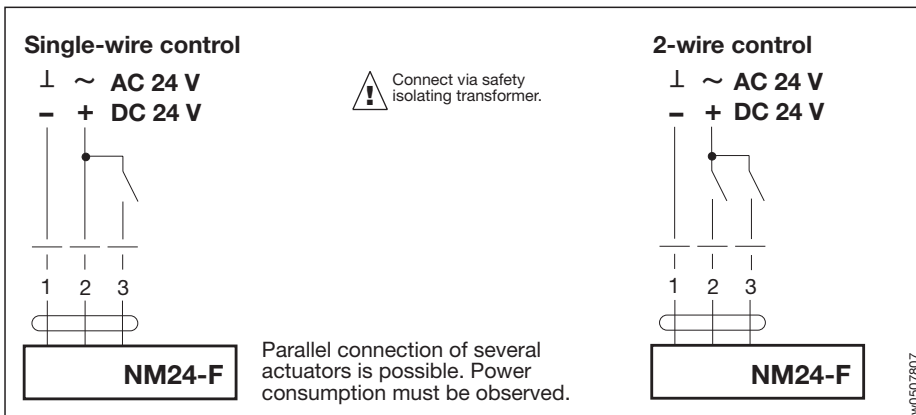 Single-wire control
⊥ ~ AC 24 V
– + DC 24 V
1 2 3
NM24-F
Connect via safety
isolating transformer.
Parallel connection of several
actuators is possible. Power
consumption must be observed.
2-wire control
⊥ ~ AC 24 V
– + DC 24 V
1 2 3
NM24-F
w0507807